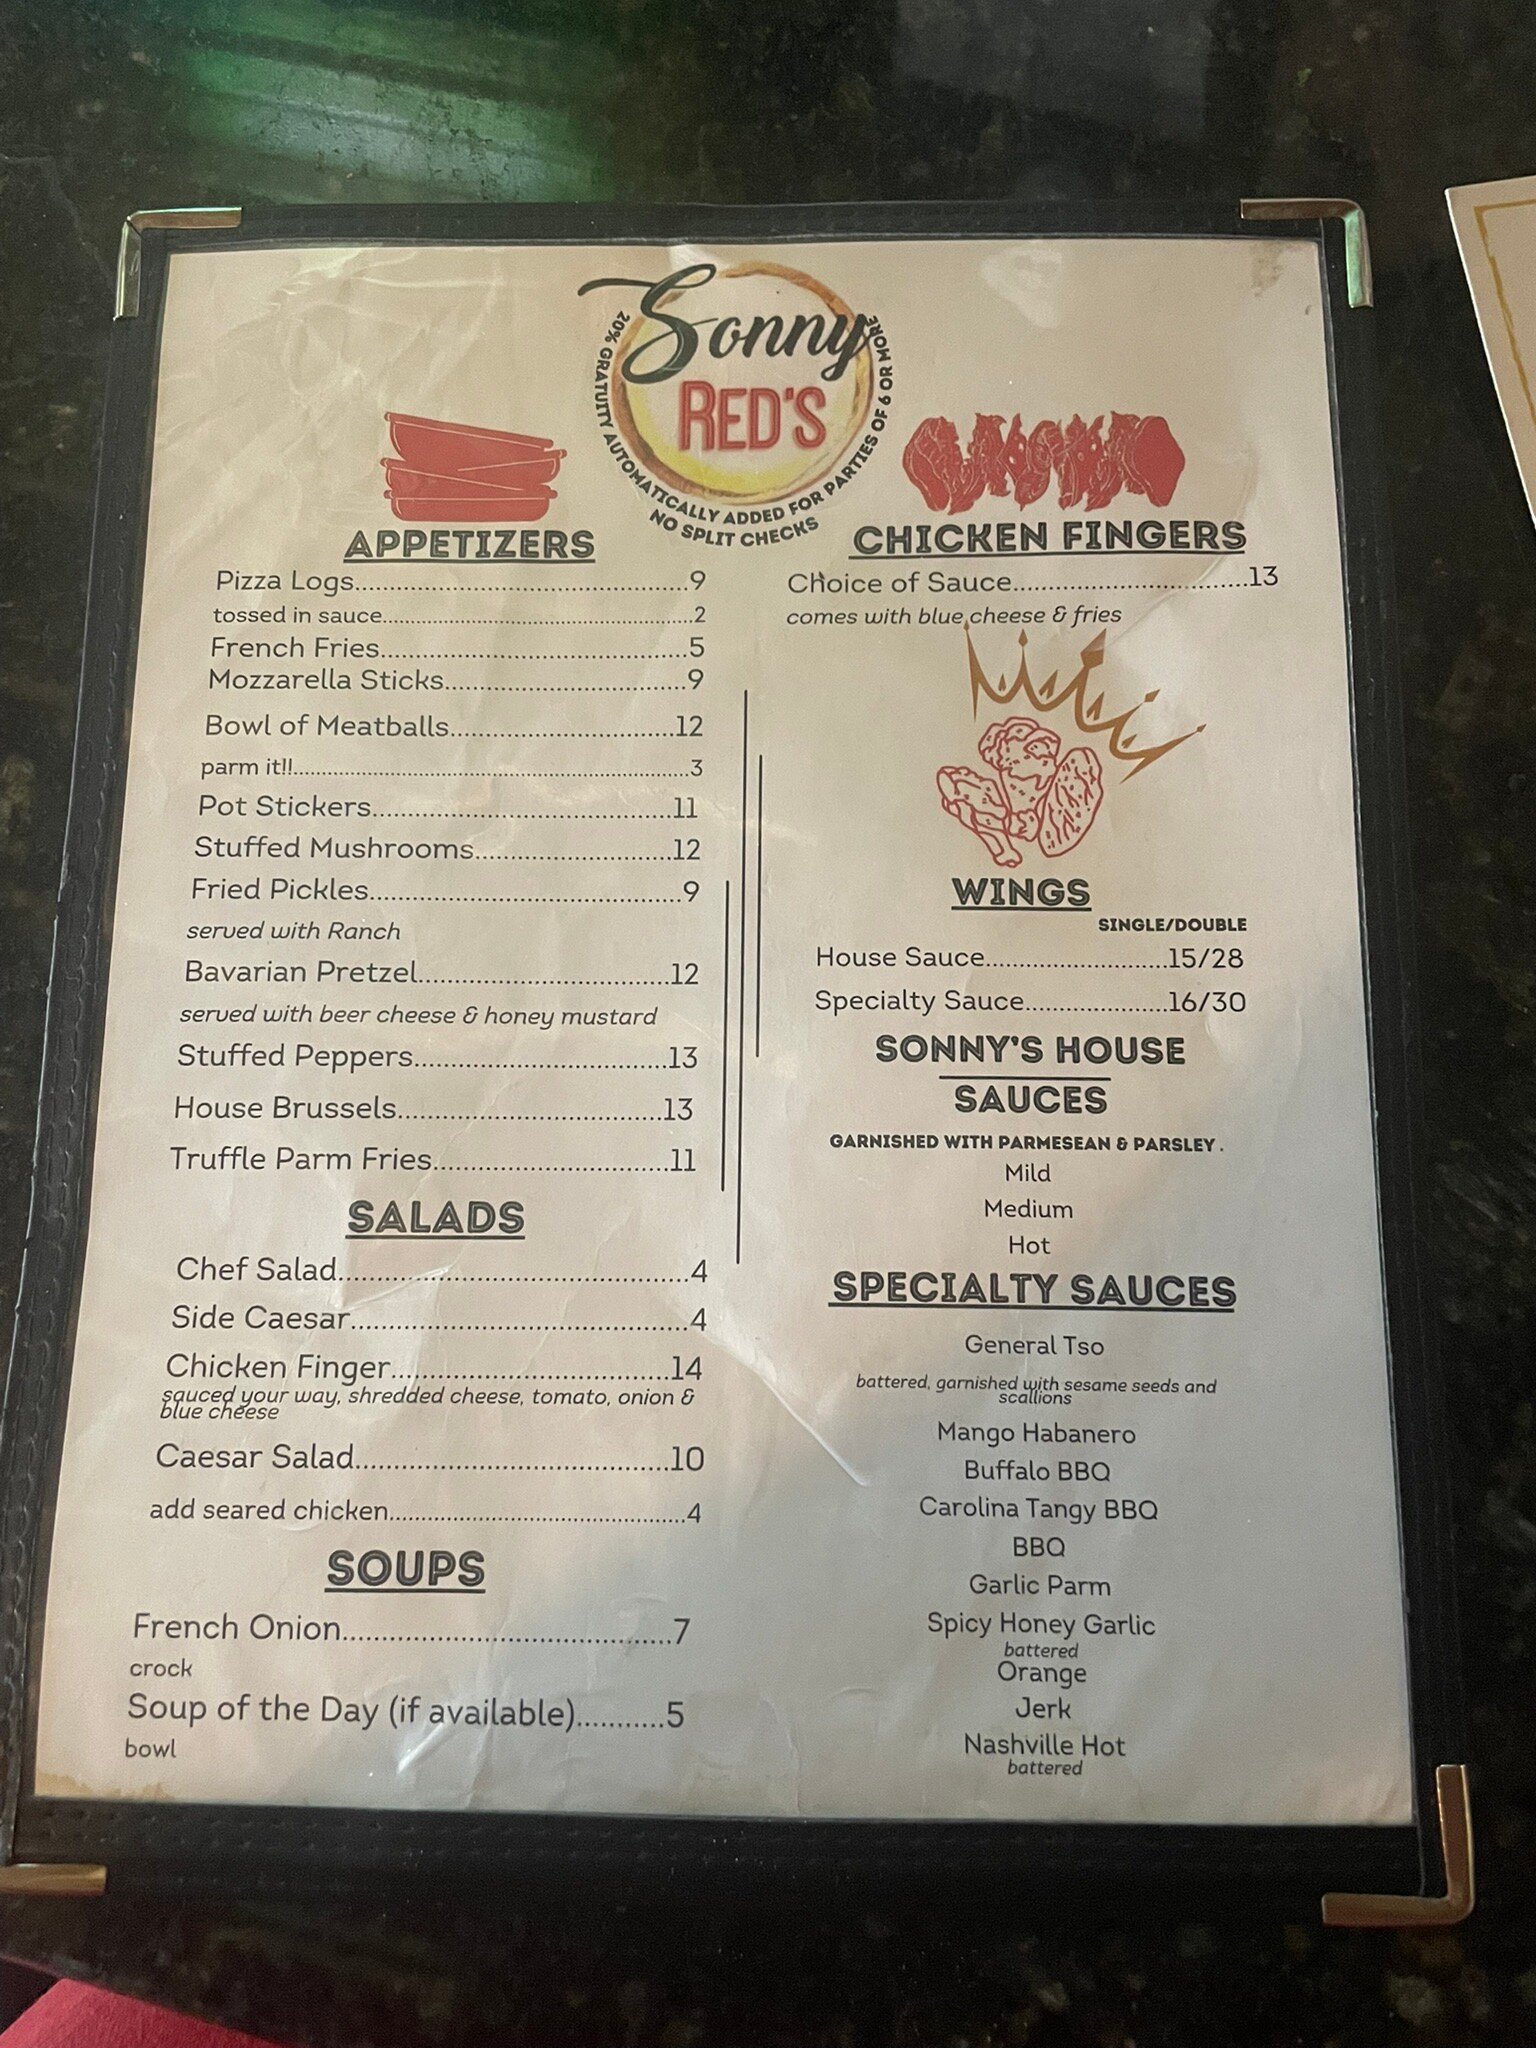 Sonny
RED'S
20% GRATUITY AUTOMATICALLY ADDED FOR PARTIES OF 6 OR MORE
NO SPLIT CHECKS
APPETIZERS
Pizza Logs....................................9
tossed in sauce....................................2
French Fries....................................5
Mozzarella Sticks....................................9
Bowl of Meatballs....................................12
parm it!!....................................3
Pot Stickers....................................11
Stuffed Mushrooms....................................12
Fried Pickles....................................9
served with Ranch
Bavarian Pretzel....................................12
served with beer cheese & honey mustard
Stuffed Peppers....................................13
House Brussels....................................13
Truffle Parm Fries....................................11
SALADS
Chef Salad....................................4
Side Caesar....................................4
Chicken Finger....................................14
sauced your way, shredded cheese, tomato, onion &
blue cheese
Caesar Salad....................................10
add seared chicken....................................4
SOUPS
French Onion....................................7
crock
Soup of the Day (if available)...........5
bowl
CHICKEN FINGERS
Choice of Sauce....................................13
comes with blue cheese & fries
WINGS
SINGLE/DOUBLE
House Sauce..........................15/28
Specialty Sauce....................16/30
SONNY'S HOUSE
SAUCES
GARNISHED WITH PARMESEAN & PARSLEY .
Mild
Medium
Hot
SPECIALTY SAUCES
General Tso
battered, garnished with sesame seeds and
scallions
Mango Habanero
Buffalo BBQ
Carolina Tangy BBQ
BBQ
Garlic Parm
Spicy Honey Garlic
battered
Orange
Jerk
Nashville Hot
battered